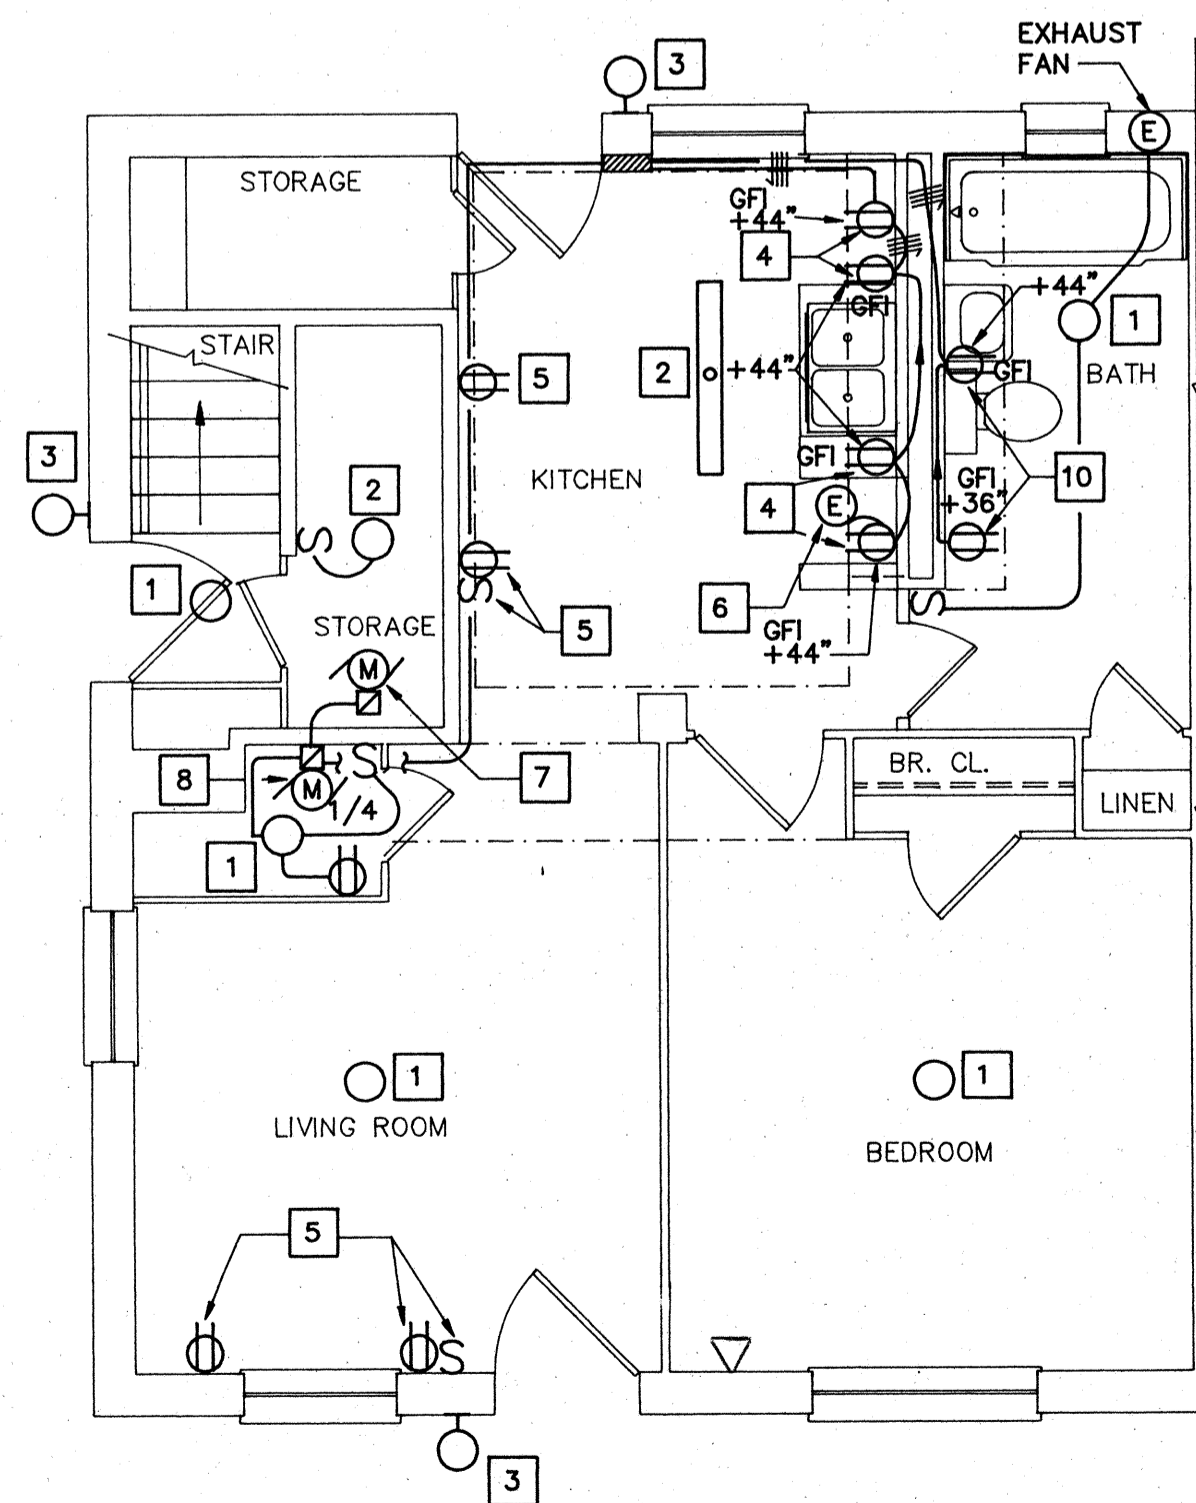 EXHAUST
FAN
3
E
STORAGE
GFI
+44"
4
GFI
+44"
1
STAIR
BATH
2
+44"
GFI
5
3
2
KITCHEN
GFI
10
GFI
+36"
S
4
E
1
S
5
6
S
STORAGE
GFI
+44"
M
7
8
S
M
1/4
BR. CL.
LINEN
1
1
1
LIVING ROOM
BEDROOM
5
S
3